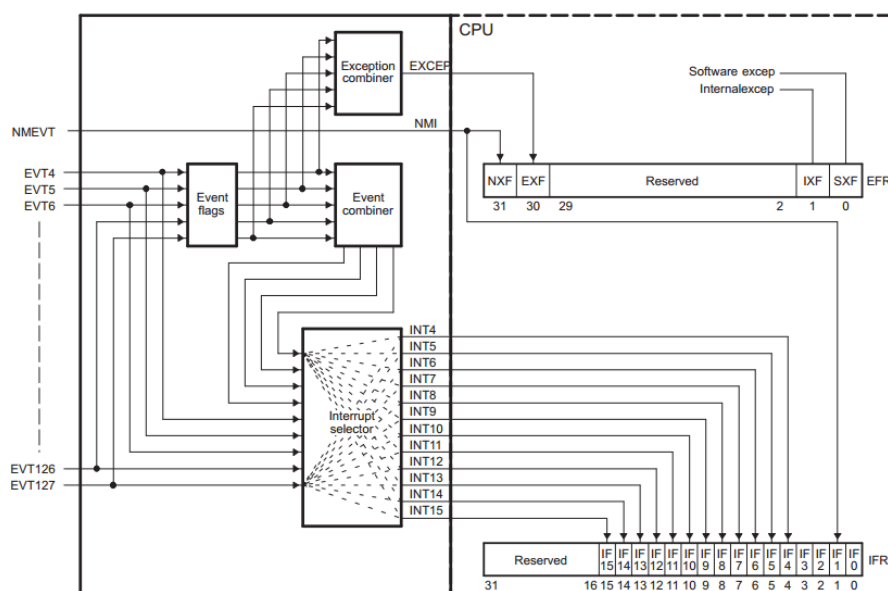 CPU
Exception
combiner
EXCEP
Software excep
Internalexcep
NMEVT
NMI
EVT4
EVT5
EVT6
Event
flags
Event
combiner
NXF EXF Reserved IXF SXF EFR
31 30 29 2 1 0
INT4
INT5
INT6
INT7
INT8
INT9
INT10
INT11
INT12
INT13
INT14
INT15
Interrupt
selector
EVT126
EVT127
Reserved IF IF IF IF IF IF IF IF IF IF IF IF IF IF IF IF IFR
15 14 13 12 11 10 9 8 7 6 5 4 3 2 1 0
31 16 15 14 13 12 11 10 9 8 7 6 5 4 3 2 1 0